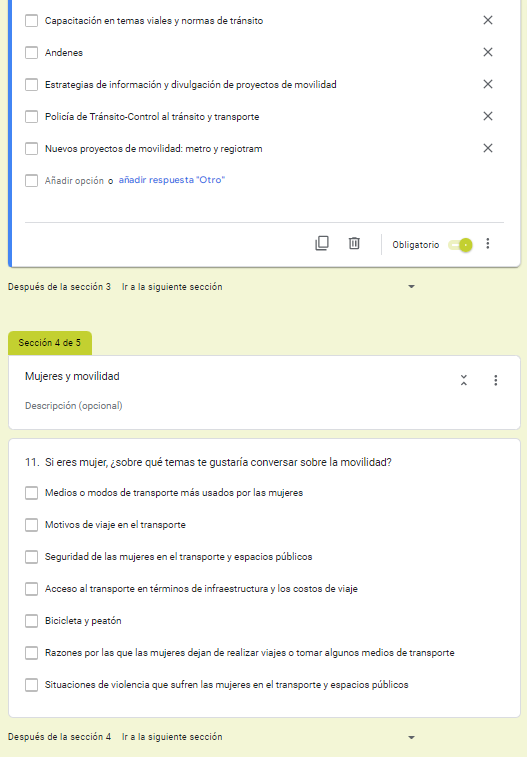 Capacitación en temas viales y normas de tránsito
Andenes
Estrategias de información y divulgación de proyectos de movilidad
Policía de Tránsito-Control al tránsito y transporte
Nuevos proyectos de movilidad: metro y regiotram
Añadir opción o añadir respuesta "Otro"
Obligatorio
Después de la sección 3 Ir a la siguiente sección
Sección 4 de 5
Mujeres y movilidad
Descripción (opcional)
11. Si eres mujer, ¿sobre qué temas te gustaría conversar sobre la movilidad?
Medios o modos de transporte más usados por las mujeres
Motivos de viaje en el transporte
Seguridad de las mujeres en el transporte y espacios públicos
Acceso al transporte en términos de infraestructura y los costos de viaje
Bicicleta y peatón
Razones por las que las mujeres dejan de realizar viajes o tomar algunos medios de transporte
Situaciones de violencia que sufren las mujeres en el transporte y espacios públicos
Después de la sección 4 Ir a la siguiente sección